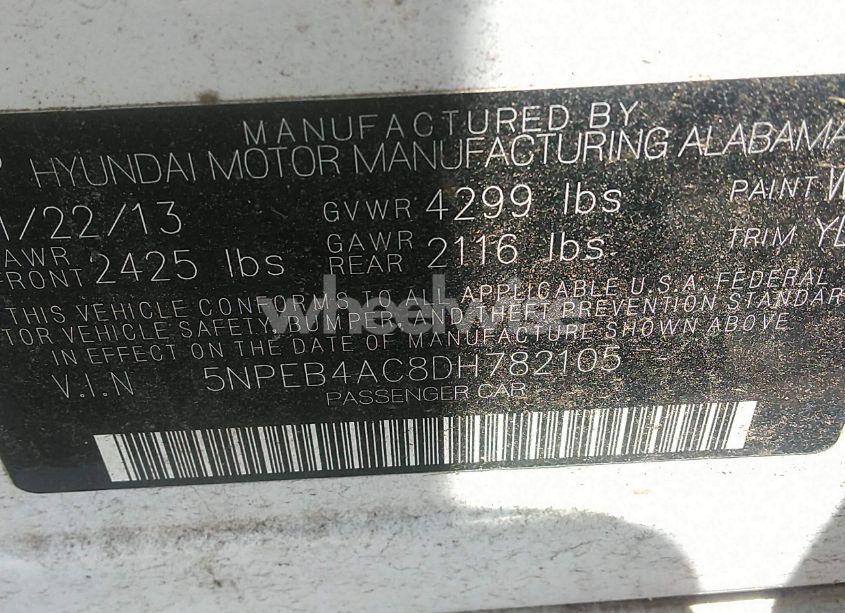 MANUFACTURED BY
HYUNDAI MOTOR MANUFACTURING ALABAMA
/22/13 GVWR 4299 lbs PAINT W
GAWR FRONT 2425 lbs GAWR REAR 2116 lbs TRIM Y
THIS VEHICLE CONFORMS TO ALL APPLICABLE U.S.A. FEDERAL
TOR VEHICLE SAFETY, BUMPER AND THEFT PREVENTION STANDAR
IN EFFECT ON THE DATE OF MANUFACTURE SHOWN ABOVE
V.I.N 5NPEB4AC8DH782105
PASSENGER CAR